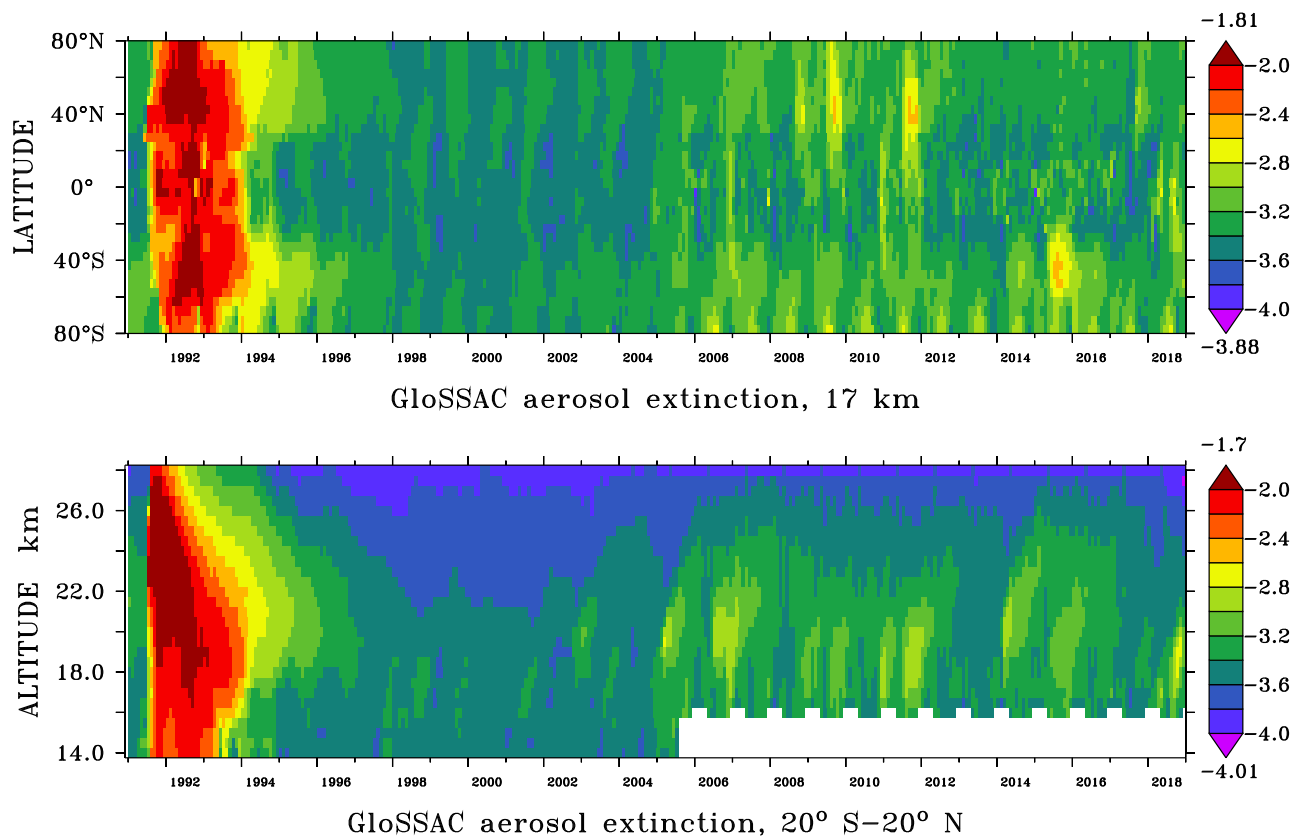 −1.81
80°N
40°N
0°
40°S
80°S
LATITUDE
−2.0
−2.4
−2.8
−3.2
−3.6
−4.0
−3.88
1992 1994 1996 1998 2000 2002 2004 2006 2008 2010 2012 2014 2016 2018
GloSSAC aerosol extinction, 17 km
−1.7
26.0
22.0
18.0
14.0
ALTITUDE km
−2.0
−2.4
−2.8
−3.2
−3.6
−4.0
−4.01
1992 1994 1996 1998 2000 2002 2004 2006 2008 2010 2012 2014 2016 2018
GloSSAC aerosol extinction, 20° S−20° N